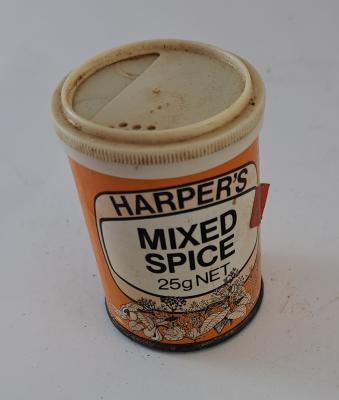 HARPER'S
MIXED
SPICE
25g NET